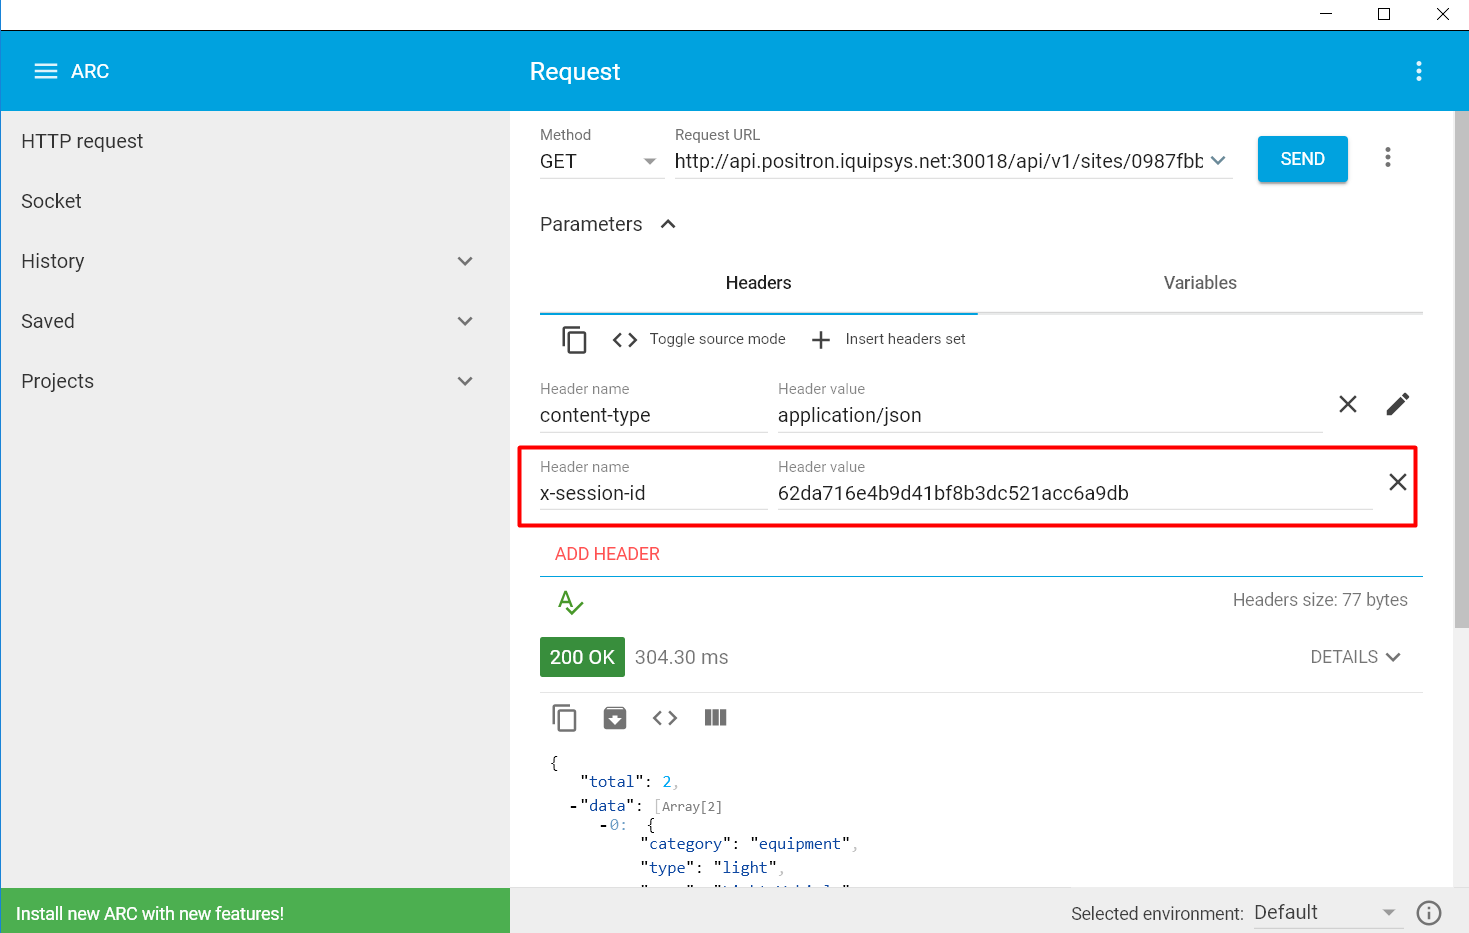 ARC
Request
HTTP request
Socket
History
Saved
Projects
Install new ARC with new features!
Method
GET
Request URL
http://api.positron.iquipsys.net:30018/api/v1/sites/0987fbb
SEND
Parameters
Headers
Variables
Toggle source mode
Insert headers set
Header name
content-type
Header value
application/json
Header name
x-session-id
Header value
62da716e4b9d41bf8b3dc521acc6a9db
ADD HEADER
Headers size: 77 bytes
200 OK
304.30 ms
DETAILS
{
"total": 2,
-"data": [Array[2]
-0: {
"category": "equipment",
"type": "light",
Selected environment:
Default